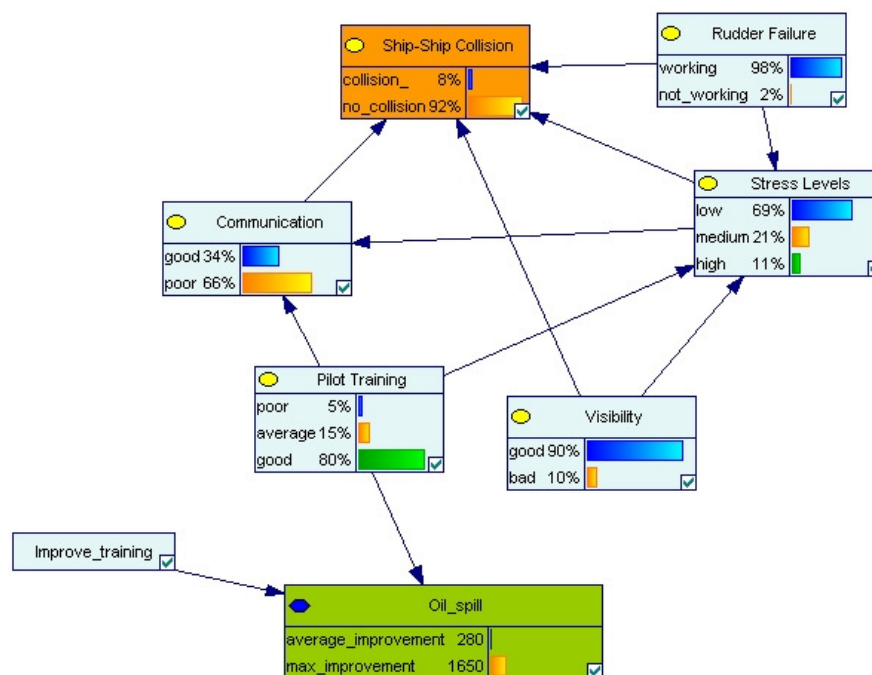 Ship-Ship Collision
collision_ 8%
no_collision 92%
Rudder Failure
working 98%
not_working 2%
Stress Levels
low 69%
medium 21%
high 11%
Communication
good 34%
poor 66%
Pilot Training
poor 5%
average 15%
good 80%
Visibility
good 90%
bad 10%
Improve_training
Oil_spill
average_improvement 280
max_improvement 1650